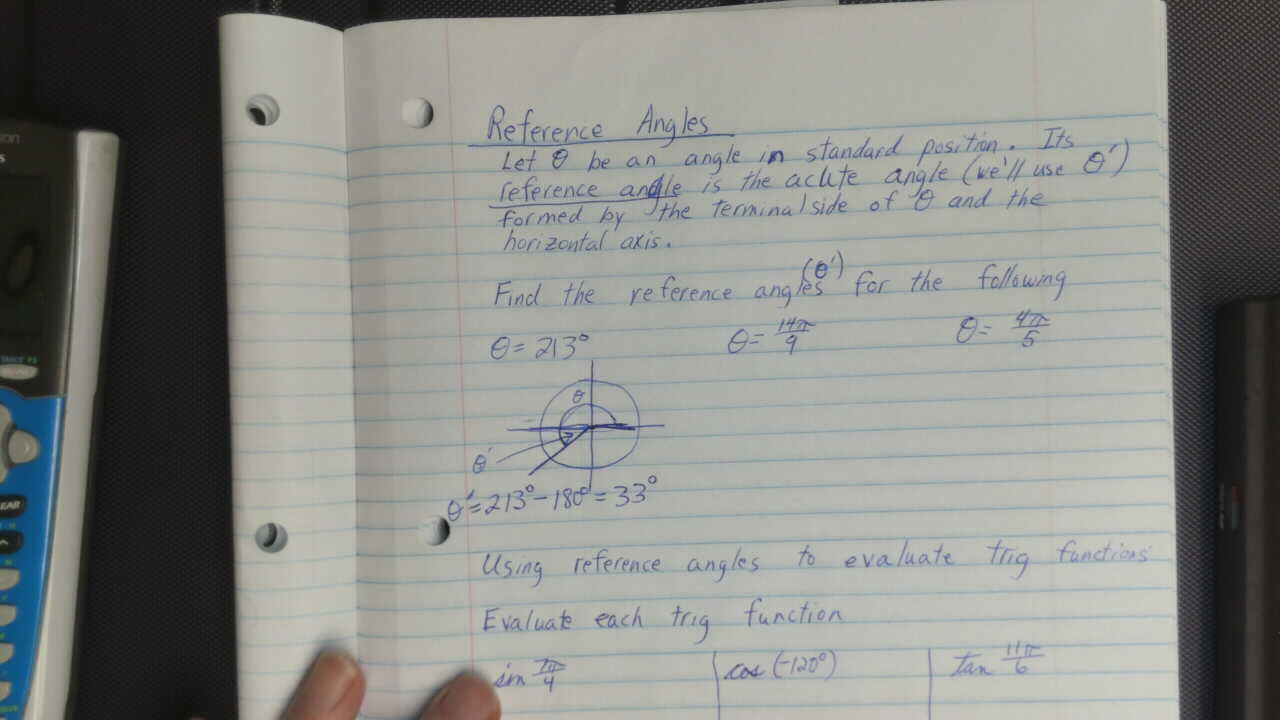 Reference Angles
Let θ be an angle in standard position. Its
reference angle is the acute angle (we'll use θ')
formed by the terminal side of θ and the
horizontal axis.
Find the reference angles (θ') for the following
θ = 213° θ = 14π/9 θ = 4π/5
θ
θ'
θ' = 213° - 180° = 33°
Using reference angles to evaluate trig functions
Evaluate each trig function
sin 7π/4 cos (-120°) tan 11π/6